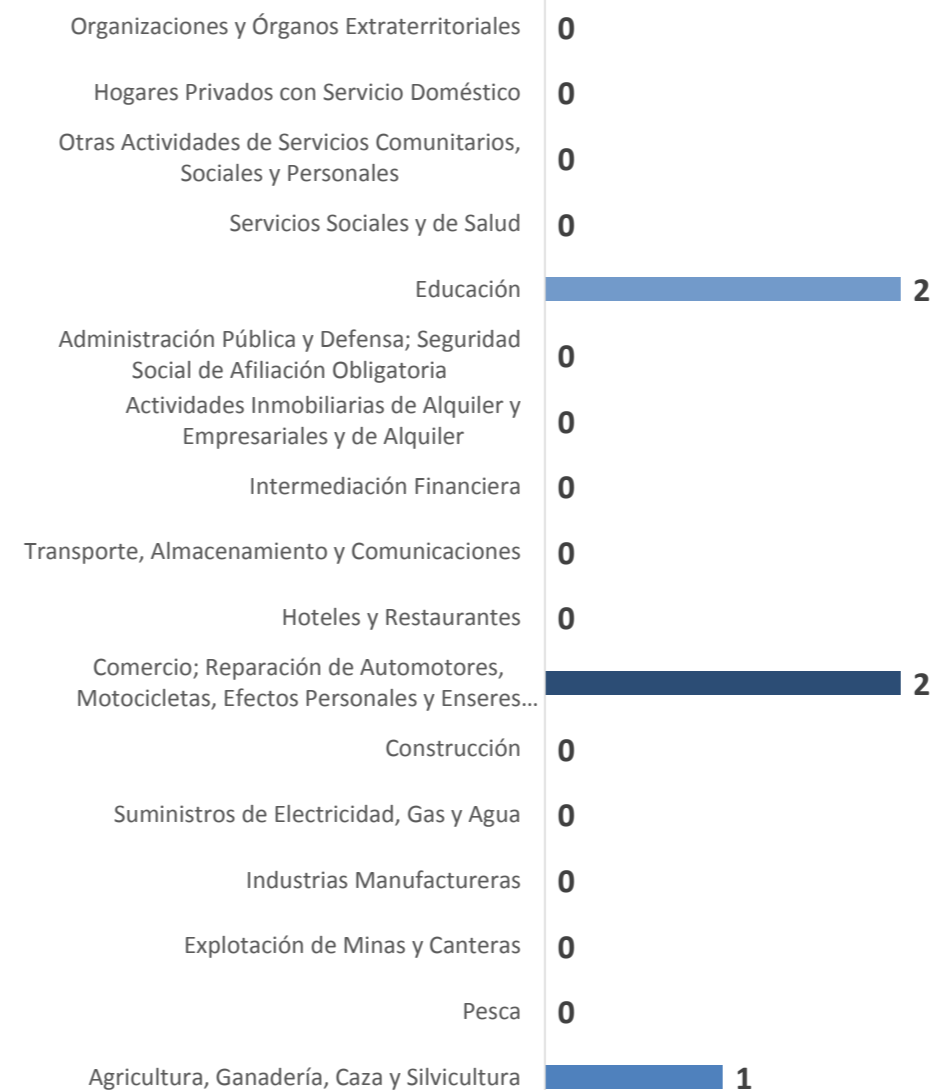 Organizaciones y Órganos Extraterritoriales 0
Hogares Privados con Servicio Doméstico 0
Otras Actividades de Servicios Comunitarios,
Sociales y Personales 0
Servicios Sociales y de Salud 0
Educación 2
Administración Pública y Defensa; Seguridad
Social de Afiliación Obligatoria 0
Actividades Inmobiliarias de Alquiler y
Empresariales y de Alquiler 0
Intermediación Financiera 0
Transporte, Almacenamiento y Comunicaciones 0
Hoteles y Restaurantes 0
Comercio; Reparación de Automotores,
Motocicletas, Efectos Personales y Enseres… 2
Construcción 0
Suministros de Electricidad, Gas y Agua 0
Industrias Manufactureras 0
Explotación de Minas y Canteras 0
Pesca 0
Agricultura, Ganadería, Caza y Silvicultura 1